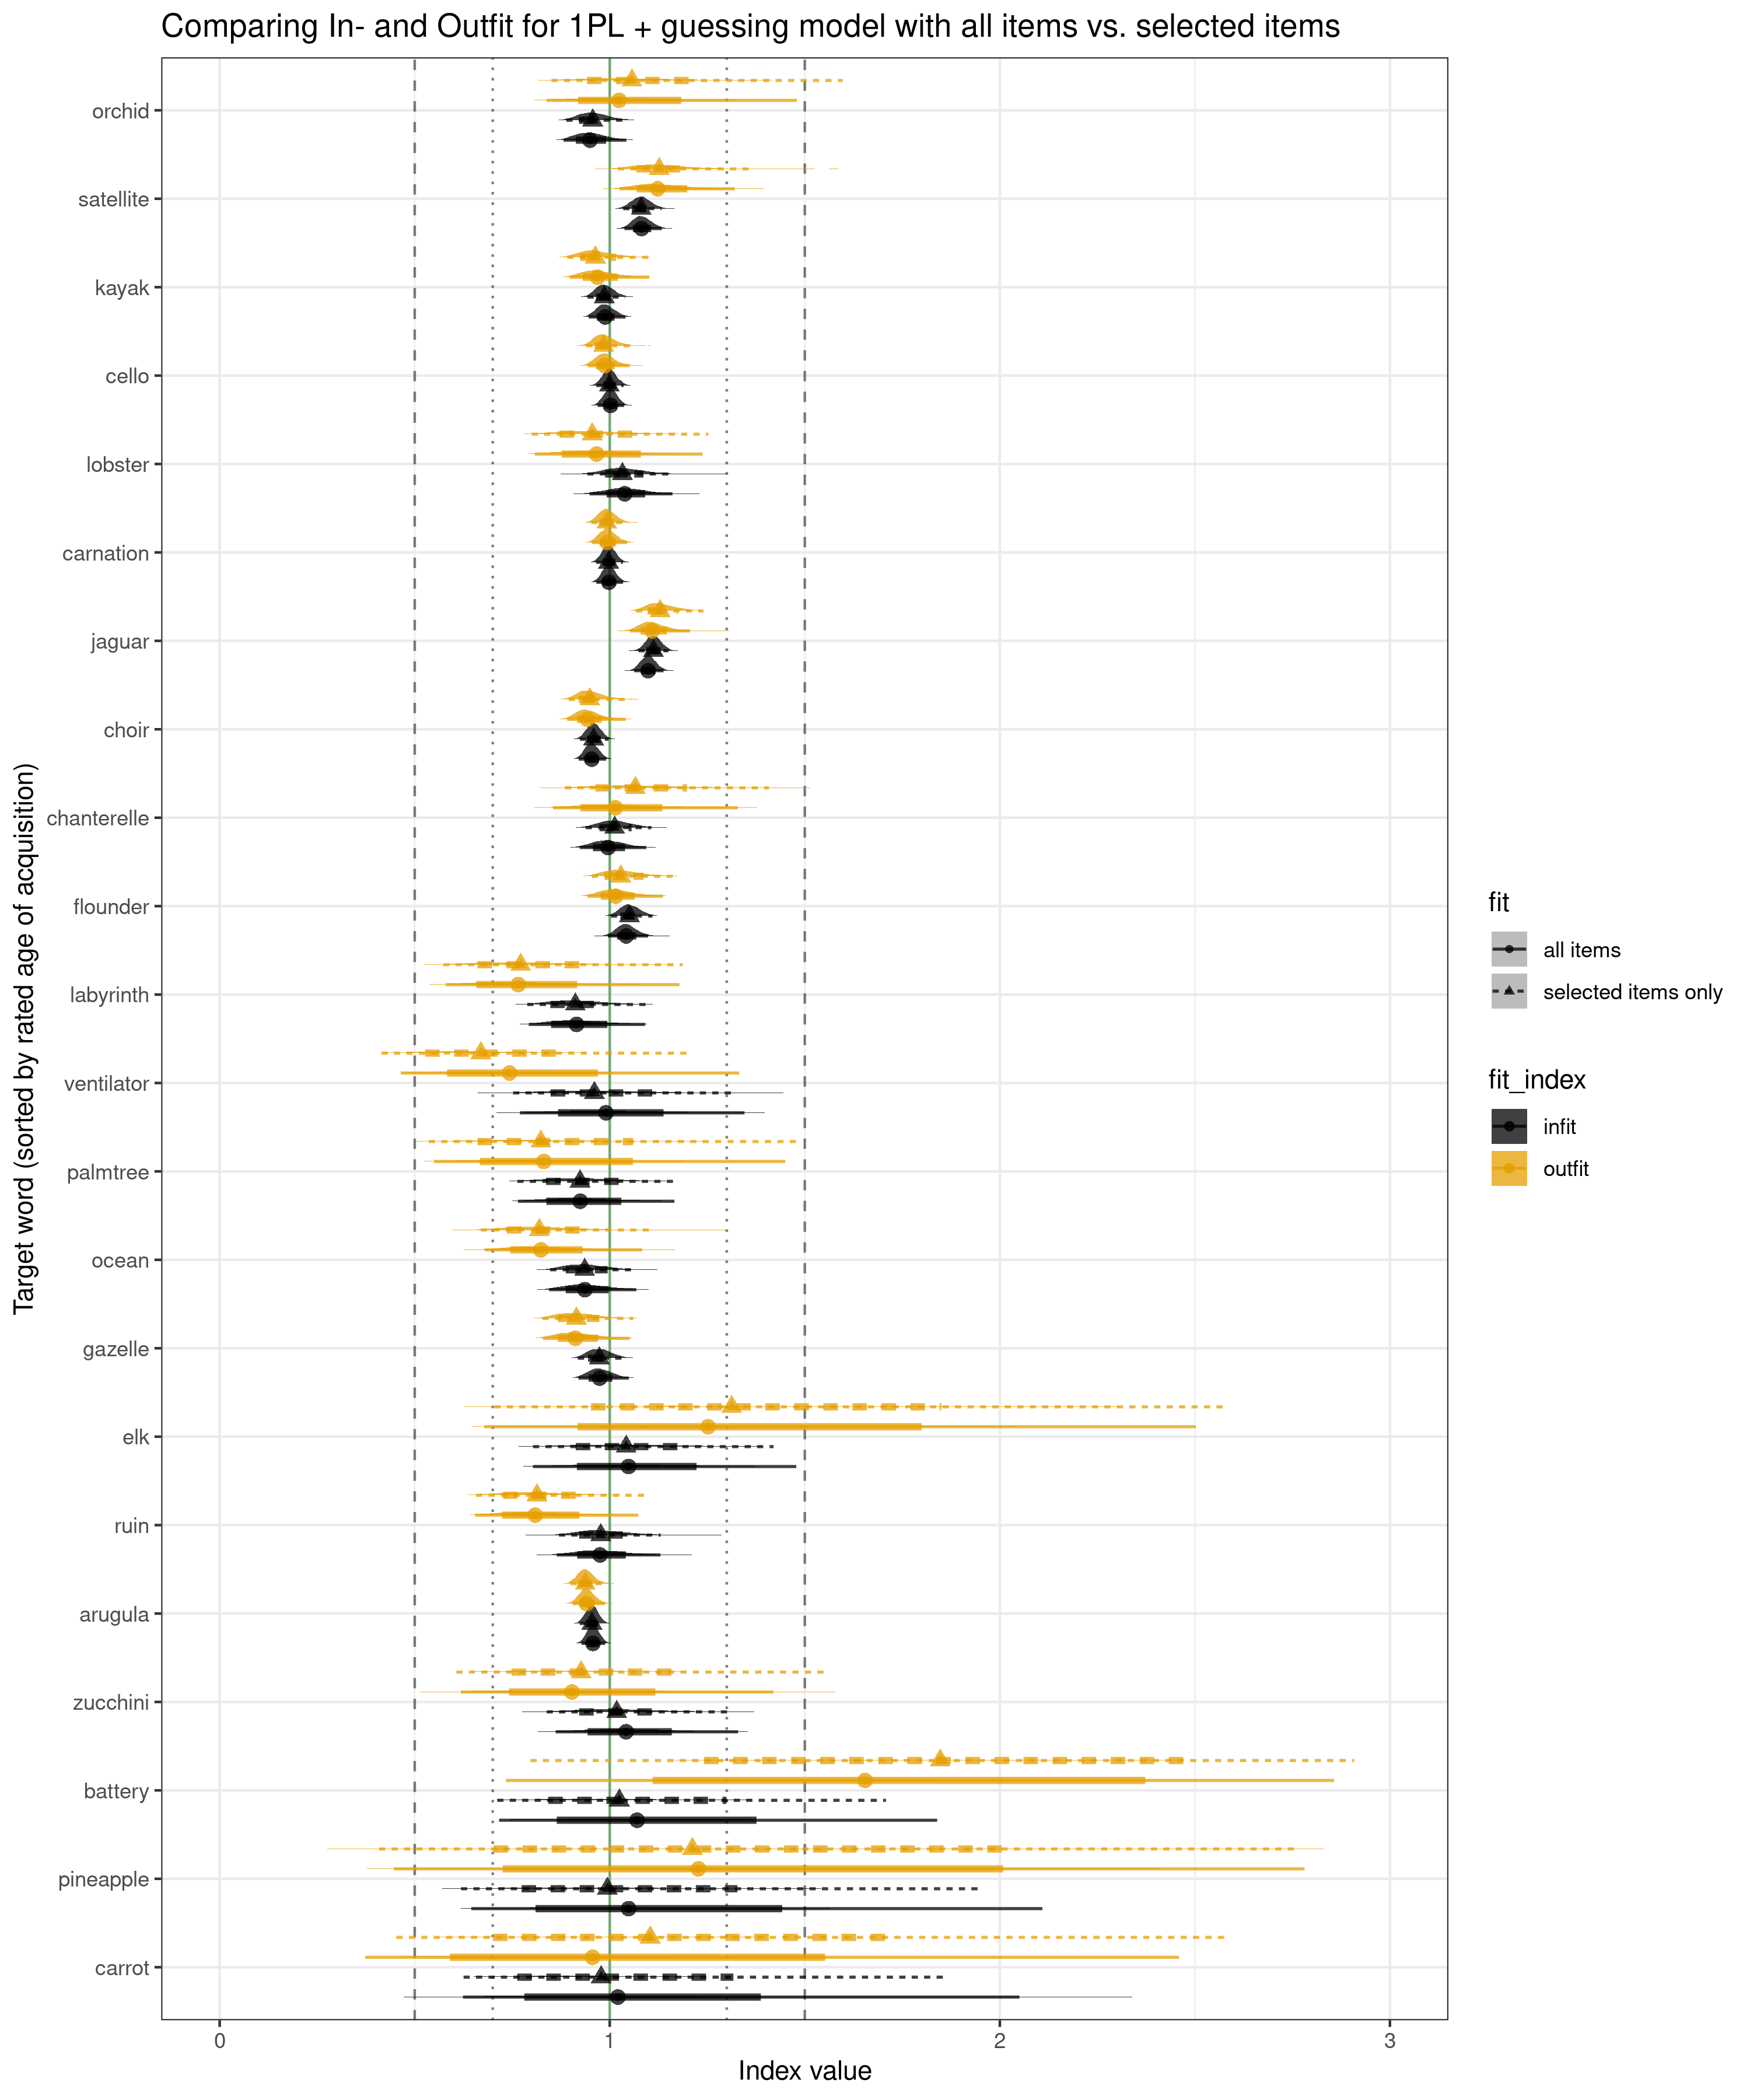 Comparing In- and Outfit for 1PL + guessing model with all items vs. selected items
Target word (sorted by rated age of acquisition)
orchid
satellite
kayak
cello
lobster
carnation
jaguar
choir
chanterelle
flounder
labyrinth
ventilator
palmtree
ocean
gazelle
elk
ruin
arugula
zucchini
battery
pineapple
carrot
0 1 2 3
Index value
fit
all items
selected items only
fit_index
infit
outfit